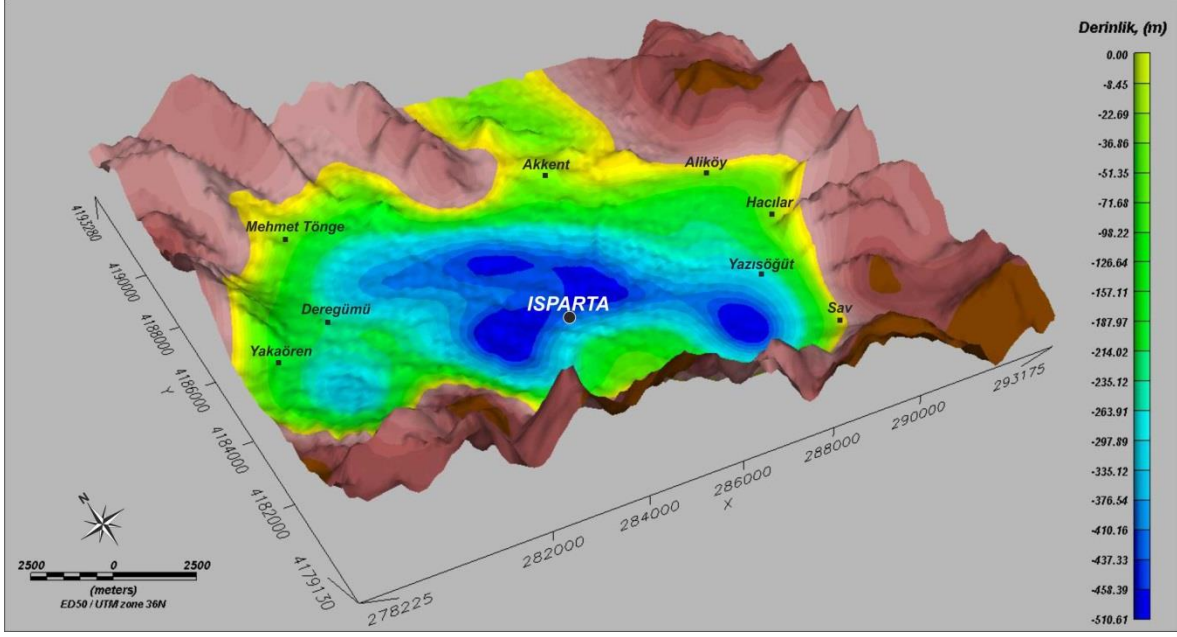 Derinlik, (m)
0.00
-8.45
-22.69
-36.86
-51.35
-71.68
-98.22
-126.64
-157.11
-187.97
-214.02
-235.12
-263.91
-297.89
-335.12
-376.54
-410.16
-437.33
-458.39
-510.61
Akkent
Aliköy
Hacılar
Mehmet Tönge
Yazısöğüt
ISPARTA
Deregümü
Sav
Yakaören
4193280
4190000
4188000
4186000
4184000
4182000
4179130
Y
278225
282000
284000
286000
288000
290000
293175
X
N
2500 0 2500
(meters)
ED50 / UTM zone 36N